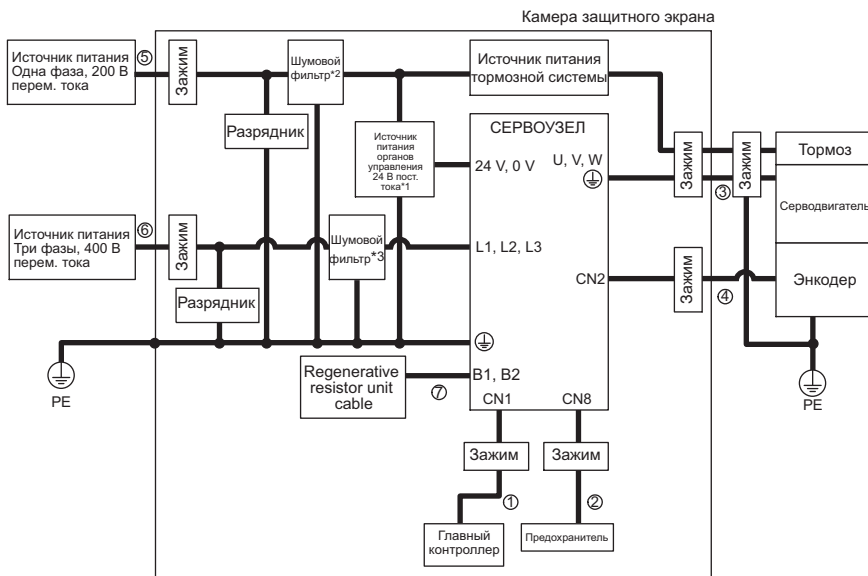 Камера защитного экрана
Источник питания
Одна фаза, 200 В
перем. тока
⑤
Зажим
Шумовой
фильтр*2
Источник питания
тормозной системы
Разрядник
Источник
питания
органов
управления
24 В пост.
тока*1
СЕРВОУЗЕЛ
24 V, 0 V
U, V, W
Зажим
③
Зажим
Тормоз
Серводвигатель
Источник питания
Три фазы, 400 В
перем. тока
⑥
Зажим
Шумовой
фильтр*3
L1, L2, L3
CN2
Зажим
④
Энкодер
Разрядник
PE
Regenerative
resistor unit
cable
⑦
B1, B2
CN1
CN8
PE
Зажим
Зажим
①
②
Главный
контроллер
Предохранитель